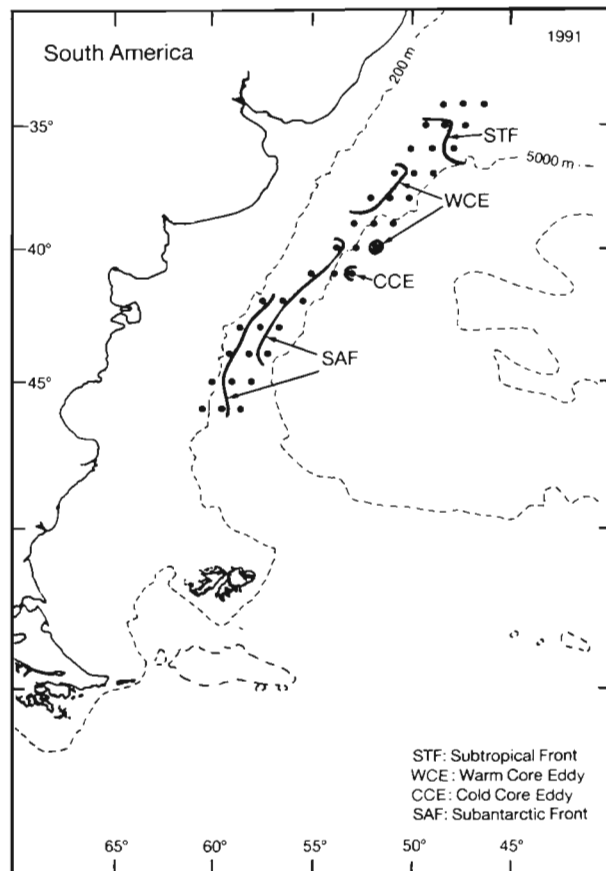 South America
1991
200 m
35°
STF
5000 m
WCE
40°
CCE
SAF
45°
STF: Subtropical Front
WCE: Warm Core Eddy
CCE: Cold Core Eddy
SAF: Subantarctic Front
65° 60° 55° 50° 45°